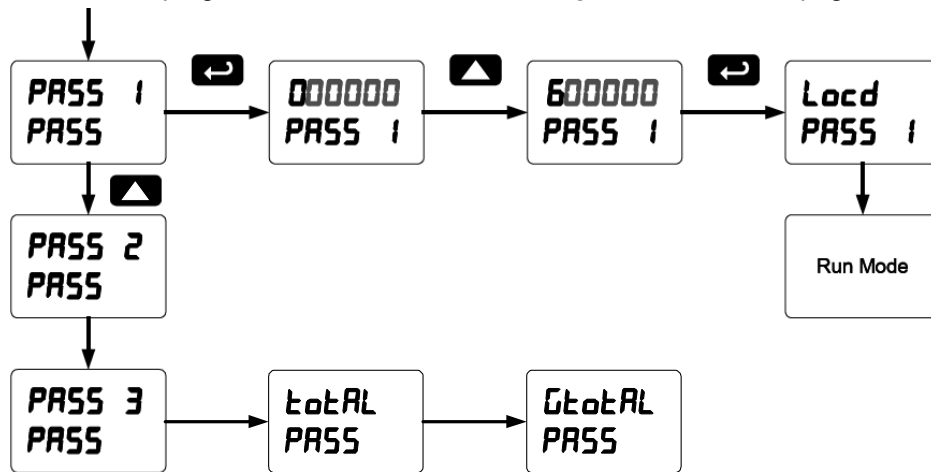 PASS 1
PASS
000000
PASS 1
600000
PASS 1
Locd
PASS 1
PASS 2
PASS
Run Mode
PASS 3
PASS
totAL
PASS
GtotAL
PASS